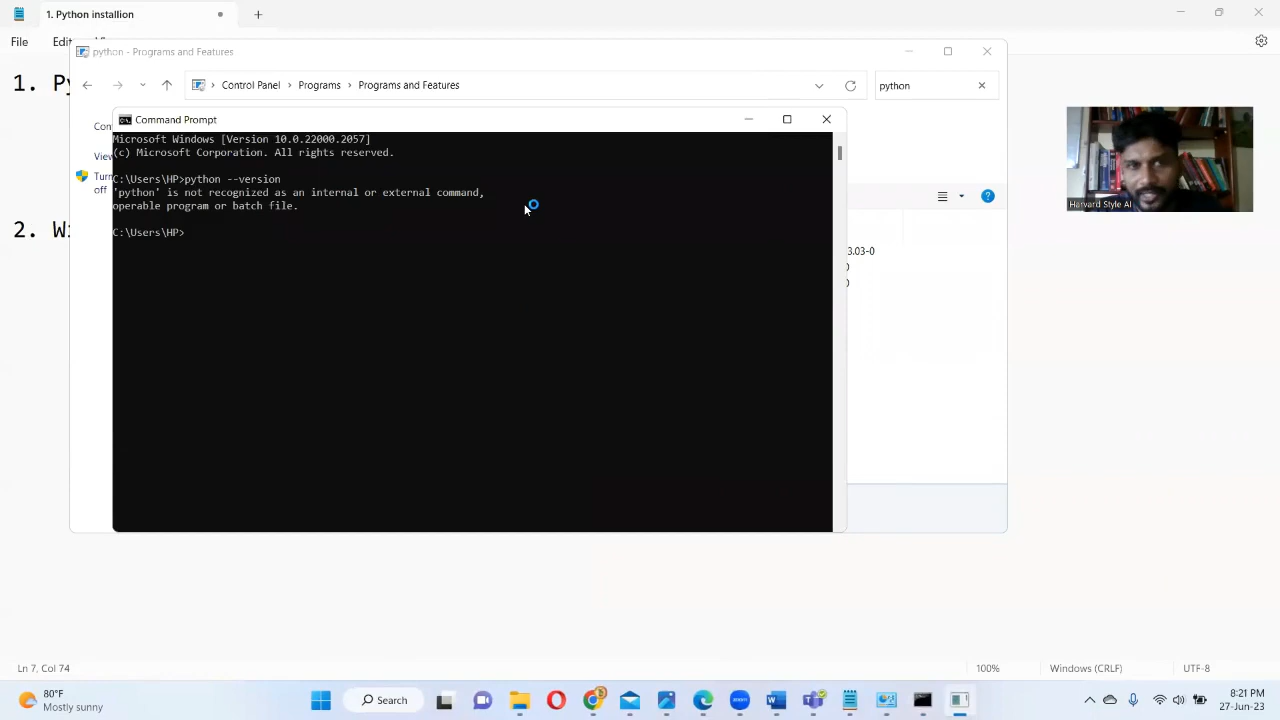 1. Python installion
File
Edit
python - Programs and Features
1. Py
Control Panel > Programs > Programs and Features
python
Con
Command Prompt
Microsoft Windows [Version 10.0.22000.2057]
(c) Microsoft Corporation. All rights reserved.
View
C:\Users\HP>python --version
Turn
off
'python' is not recognized as an internal or external command,
operable program or batch file.
Harvard Style AI
2. Wi
C:\Users\HP>
3.03-0
0
0
Ln 7, Col 74
100%
Windows (CRLF)
UTF-8
80°F
Mostly sunny
Search
zoom
8:21 PM
27-Jun-23